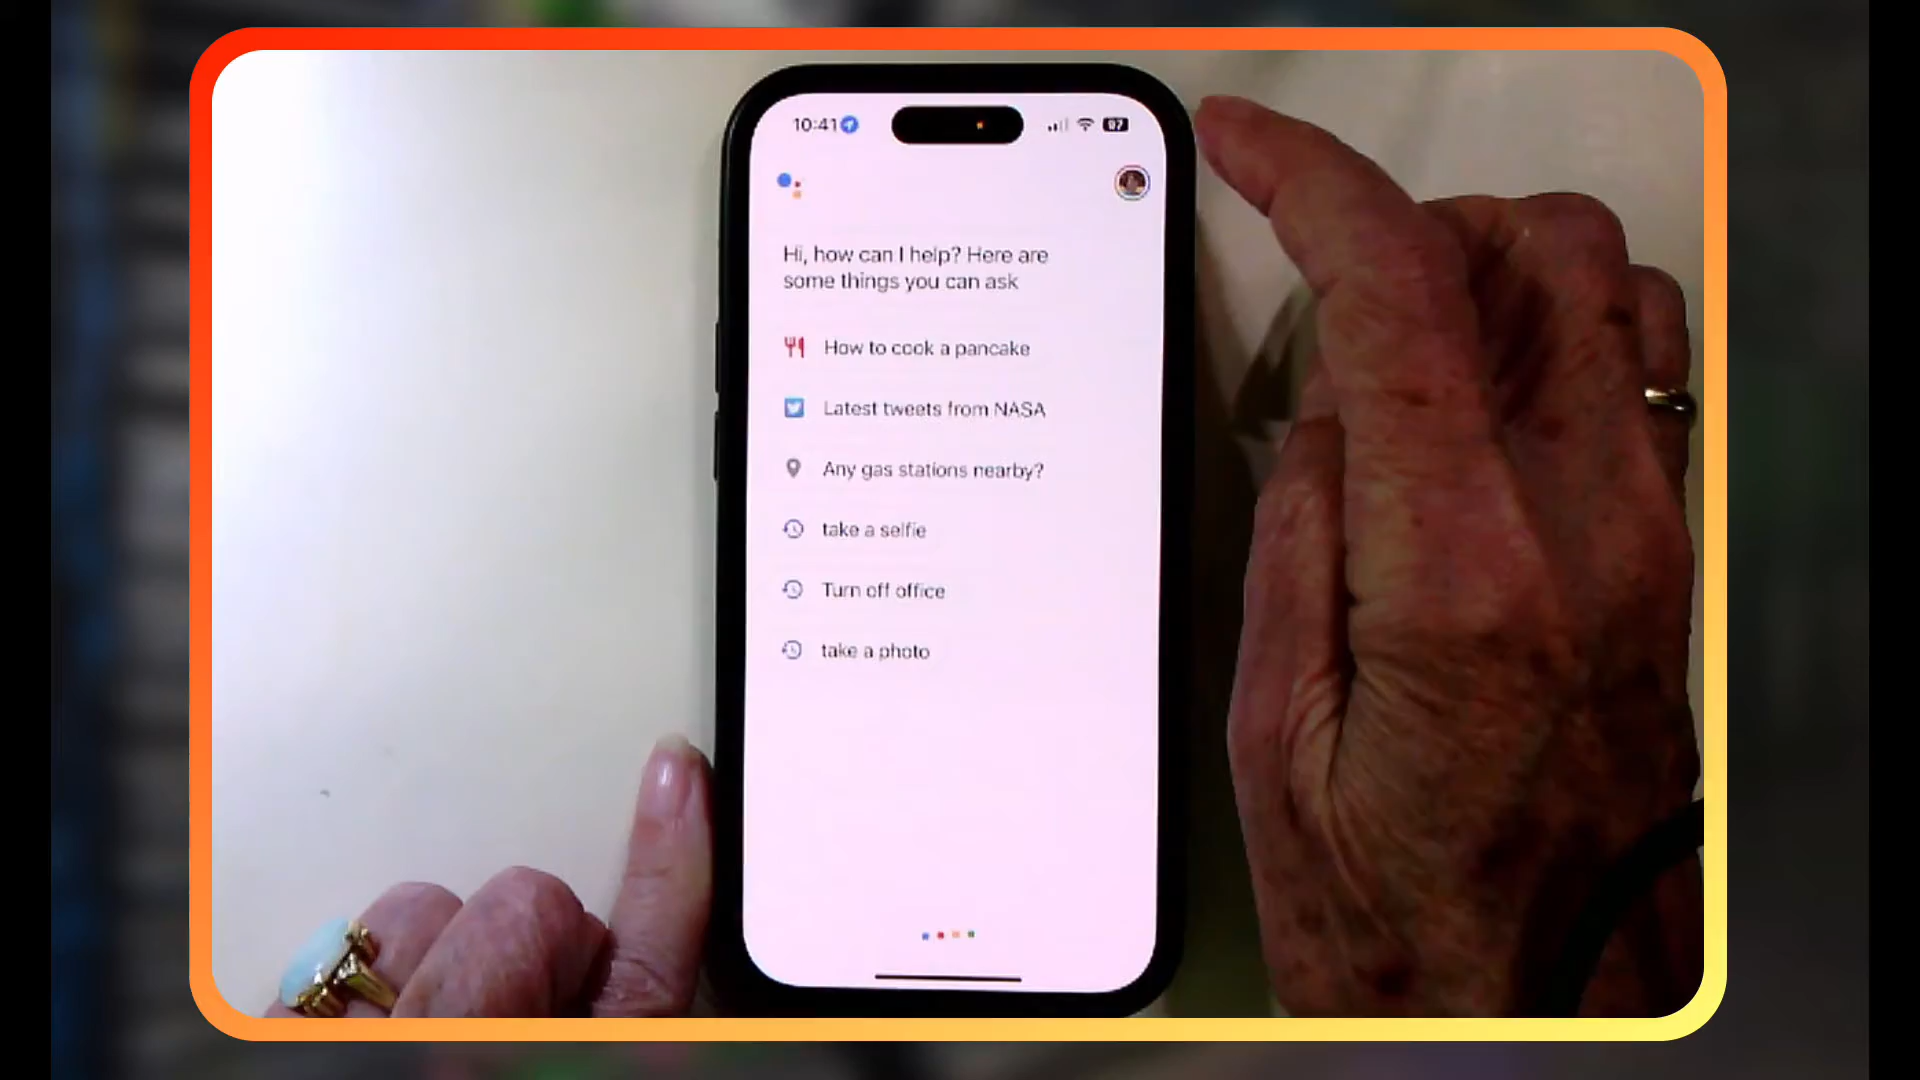 10:41
97
Hi, how can I help? Here are
some things you can ask
How to cook a pancake
Latest tweets from NASA
Any gas stations nearby?
take a selfie
Turn off office
take a photo